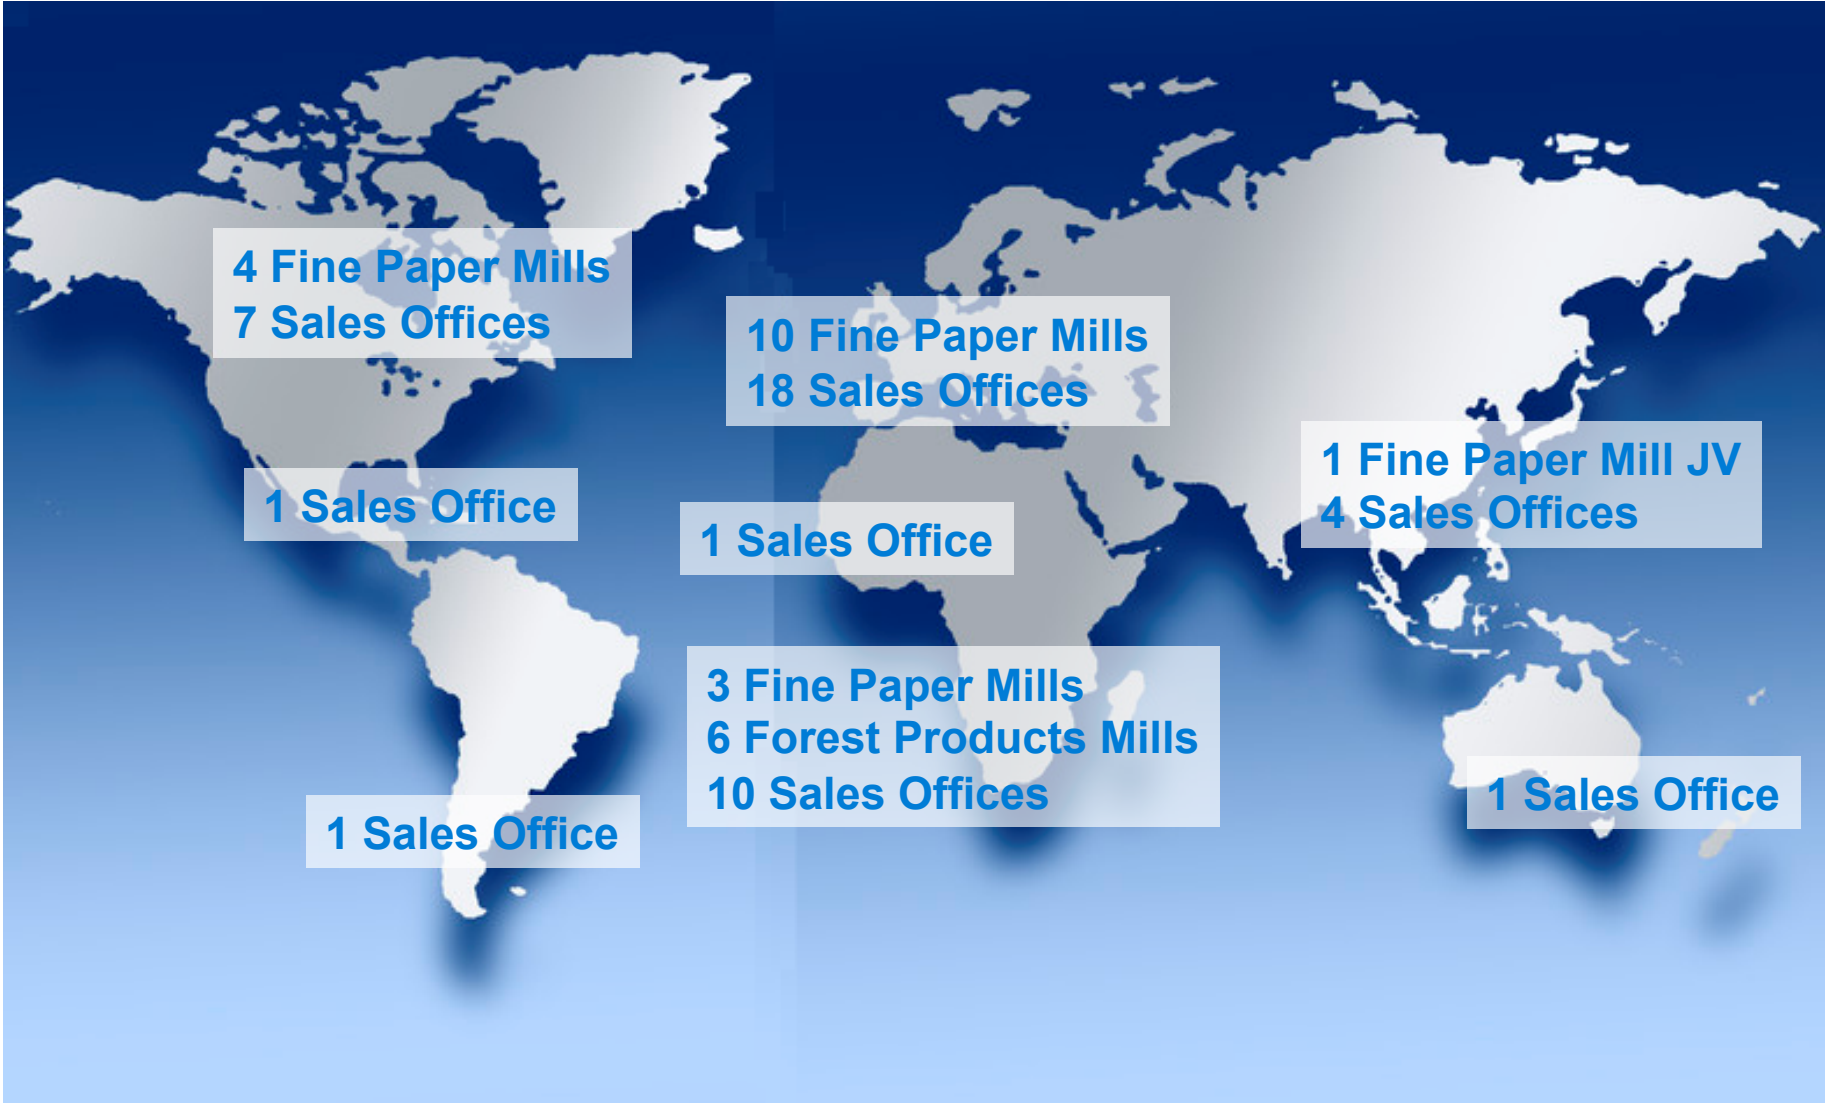 4 Fine Paper Mills
7 Sales Offices
10 Fine Paper Mills
18 Sales Offices
1 Fine Paper Mill JV
4 Sales Offices
1 Sales Office
1 Sales Office
3 Fine Paper Mills
6 Forest Products Mills
10 Sales Offices
1 Sales Office
1 Sales Office